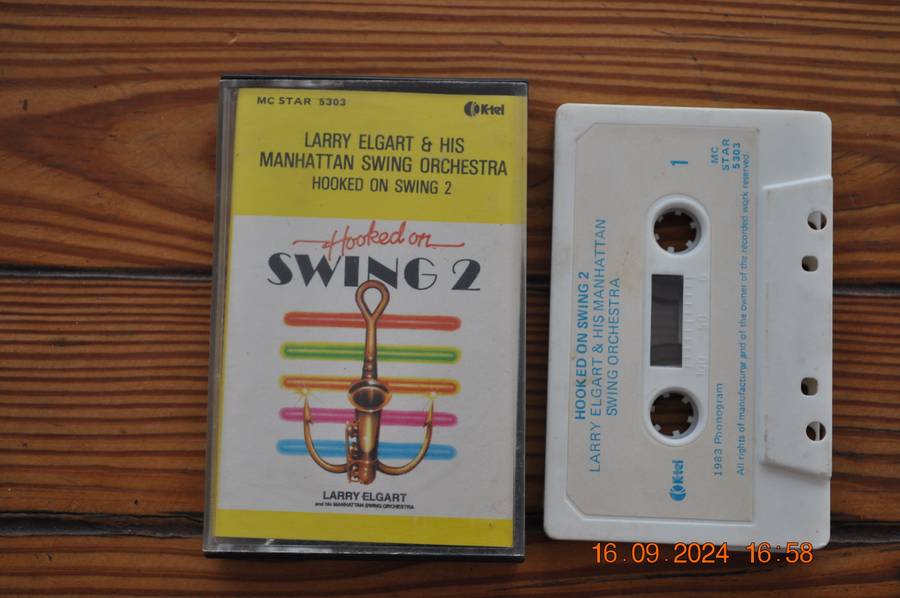 MC STAR 5303
K-tel
LARRY ELGART & HIS
MANHATTAN SWING ORCHESTRA
HOOKED ON SWING 2
Hooked on
SWING 2
LARRY ELGART
and his MANHATTAN SWING ORCHESTRA
HOOKED ON SWING 2
LARRY ELGART & HIS MANHATTAN
SWING ORCHESTRA
K-tel
1
MC
STAR
5303
1983 Phonogram
All rights of manufacturer and of the owner of the recorded work reserved.
16.09.2024 16:58